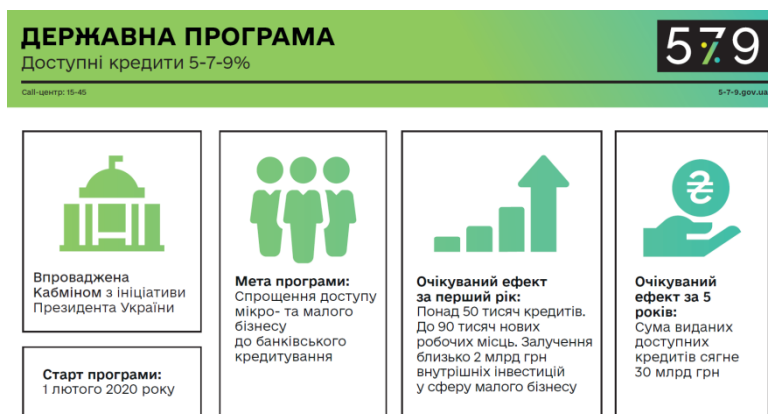 ДЕРЖАВНА ПРОГРАМА
Доступні кредити 5-7-9%
Call-центр: 15-45
579
5-7-9.gov.ua
Впроваджена
Кабміном з ініціативи
Президента України
Старт програми:
1 лютого 2020 року
Мета програми:
Спрощення доступу
мікро- та малого
бізнесу
до банківського
кредитування
Очікуваний ефект
за перший рік:
Понад 50 тисяч кредитів.
До 90 тисяч нових
робочих місць. Залучення
близько 2 млрд грн
внутрішніх інвестицій
у сферу малого бізнесу
₴
Очікуваний
ефект за 5
років:
Сума виданих
доступних
кредитів сягне
30 млрд грн